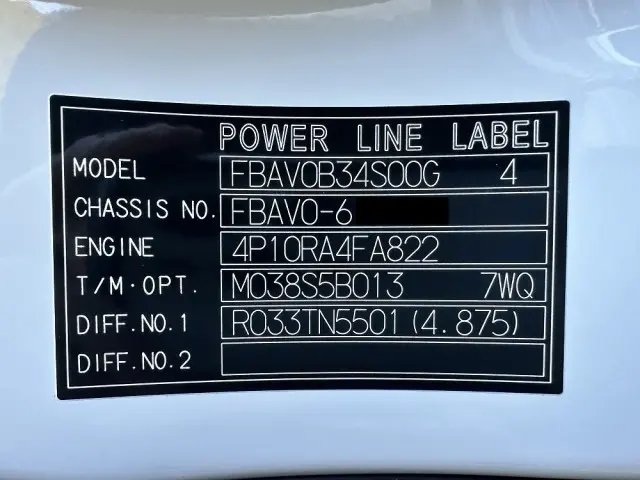 POWER LINE LABEL
MODEL FBAV0B34S00G 4
CHASSIS NO. FBAV0-6
ENGINE 4P10RA4FA822
T/M·OPT. M038S5B013 7WQ
DIFF.NO.1 R033TN5501(4.875)
DIFF.NO.2